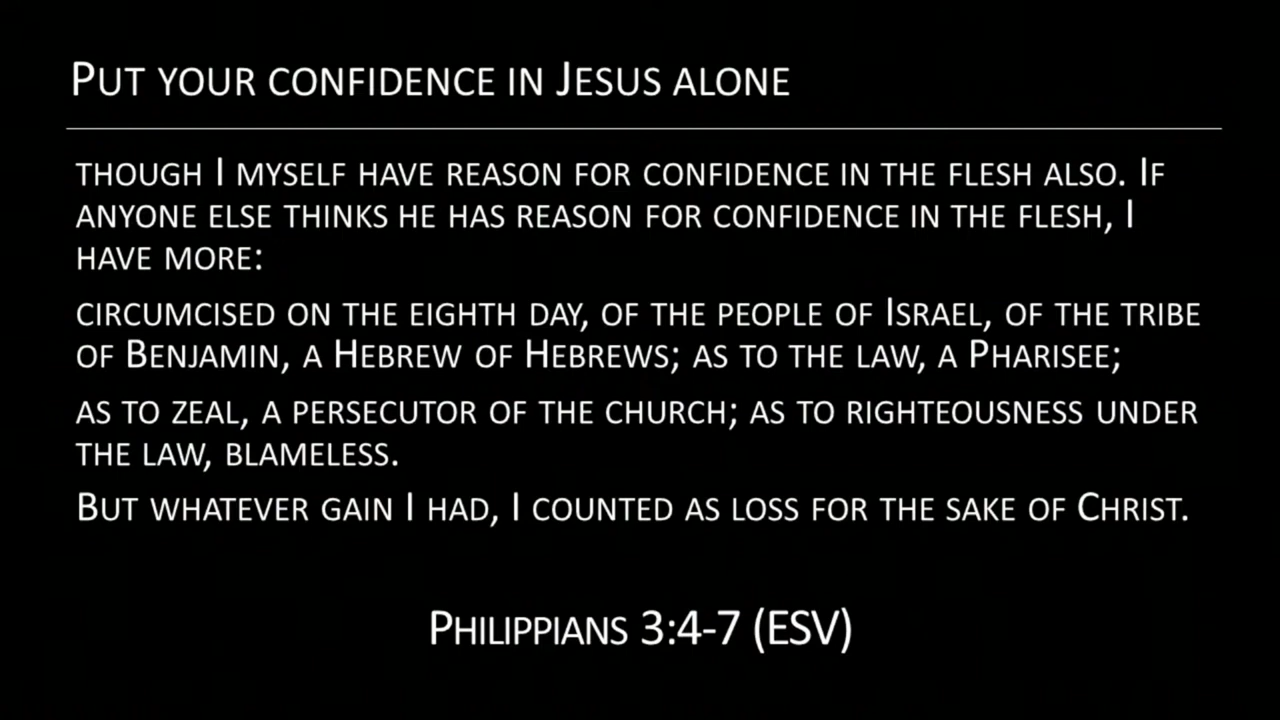 Put your confidence in Jesus alone
though I myself have reason for confidence in the flesh also. If
anyone else thinks he has reason for confidence in the flesh, I
have more:
circumcised on the eighth day, of the people of Israel, of the tribe
of Benjamin, a Hebrew of Hebrews; as to the law, a Pharisee;
as to zeal, a persecutor of the church; as to righteousness under
the law, blameless.
But whatever gain I had, I counted as loss for the sake of Christ.
Philippians 3:4-7 (ESV)